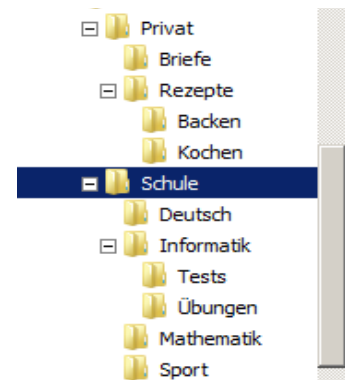 Privat
Briefe
Rezepte
Backen
Kochen
Schule
Deutsch
Informatik
Tests
Übungen
Mathematik
Sport